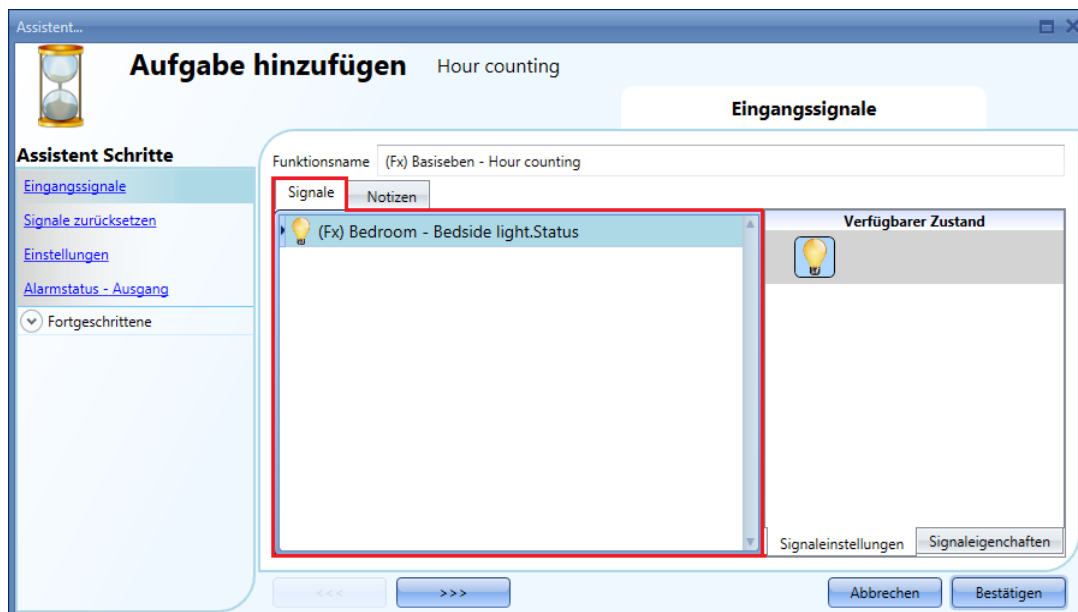 Assistent...
Aufgabe hinzufügen Hour counting
Eingangssignale
Assistent Schritte
Eingangssignale
Signale zurücksetzen
Einstellungen
Alarmstatus - Ausgang
Fortgeschrittene
Funktionsname (Fx) Basiseben - Hour counting
Signale Notizen
(Fx) Bedroom - Bedside light.Status
Verfügbarer Zustand
Signaleinstellungen Signaleigenchaften
<<< >>> Abbrechen Bestätigen